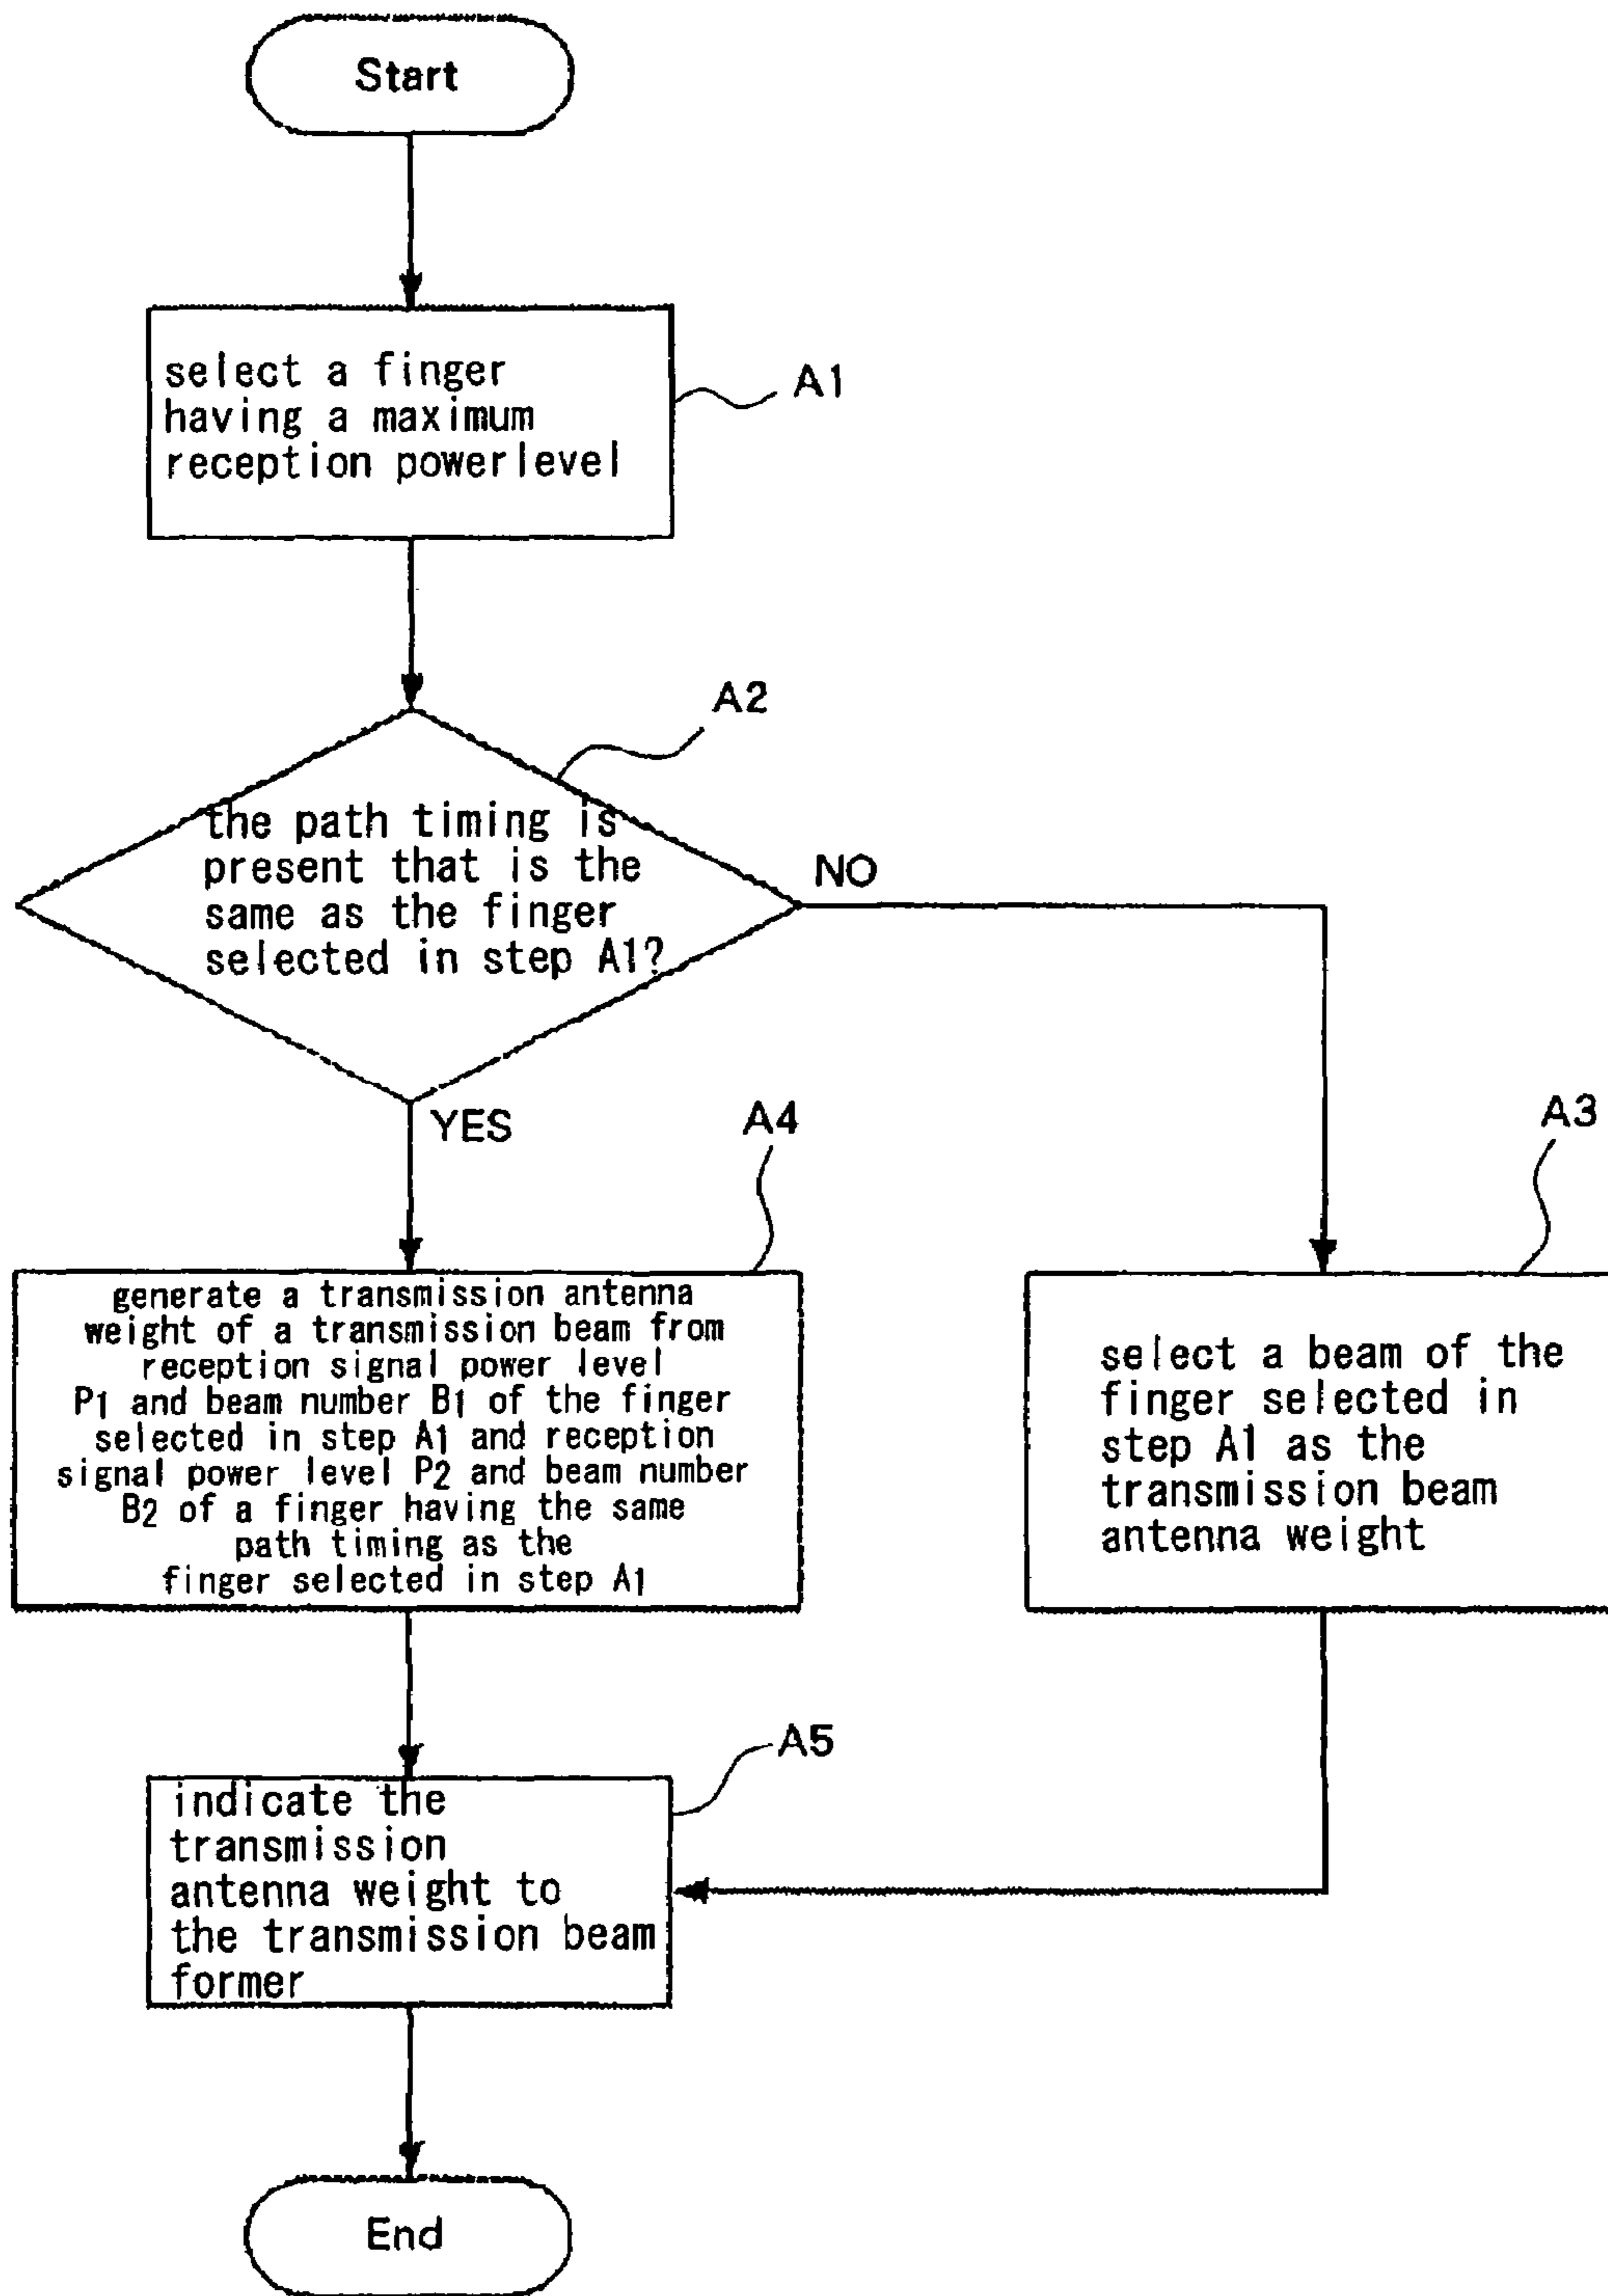 Start
select a finger
having a maximum
reception powerlevel
A1
A2
the path timing is
present that is the
same as the finger
selected in step A1?
NO
YES
A4
A3
generate a transmission antenna
weight of a transmission beam from
reception signal power level
P1 and beam number B1 of the finger
selected in step A1 and reception
signal power level P2 and beam number
B2 of a finger having the same
path timing as the
finger selected in step A1
select a beam of the
finger selected in
step A1 as the
transmission beam
antenna weight
A5
indicate the
transmission
antenna weight to
the transmission beam
former
End